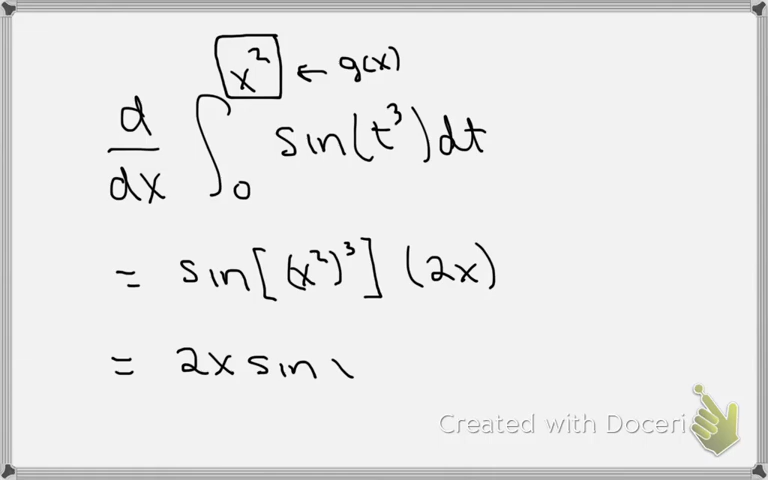 x² ← g(x)
d/dx ∫₀ sin(t³)dt
= sin[(x²)³] (2x)
= 2x sin
Created with Doceri